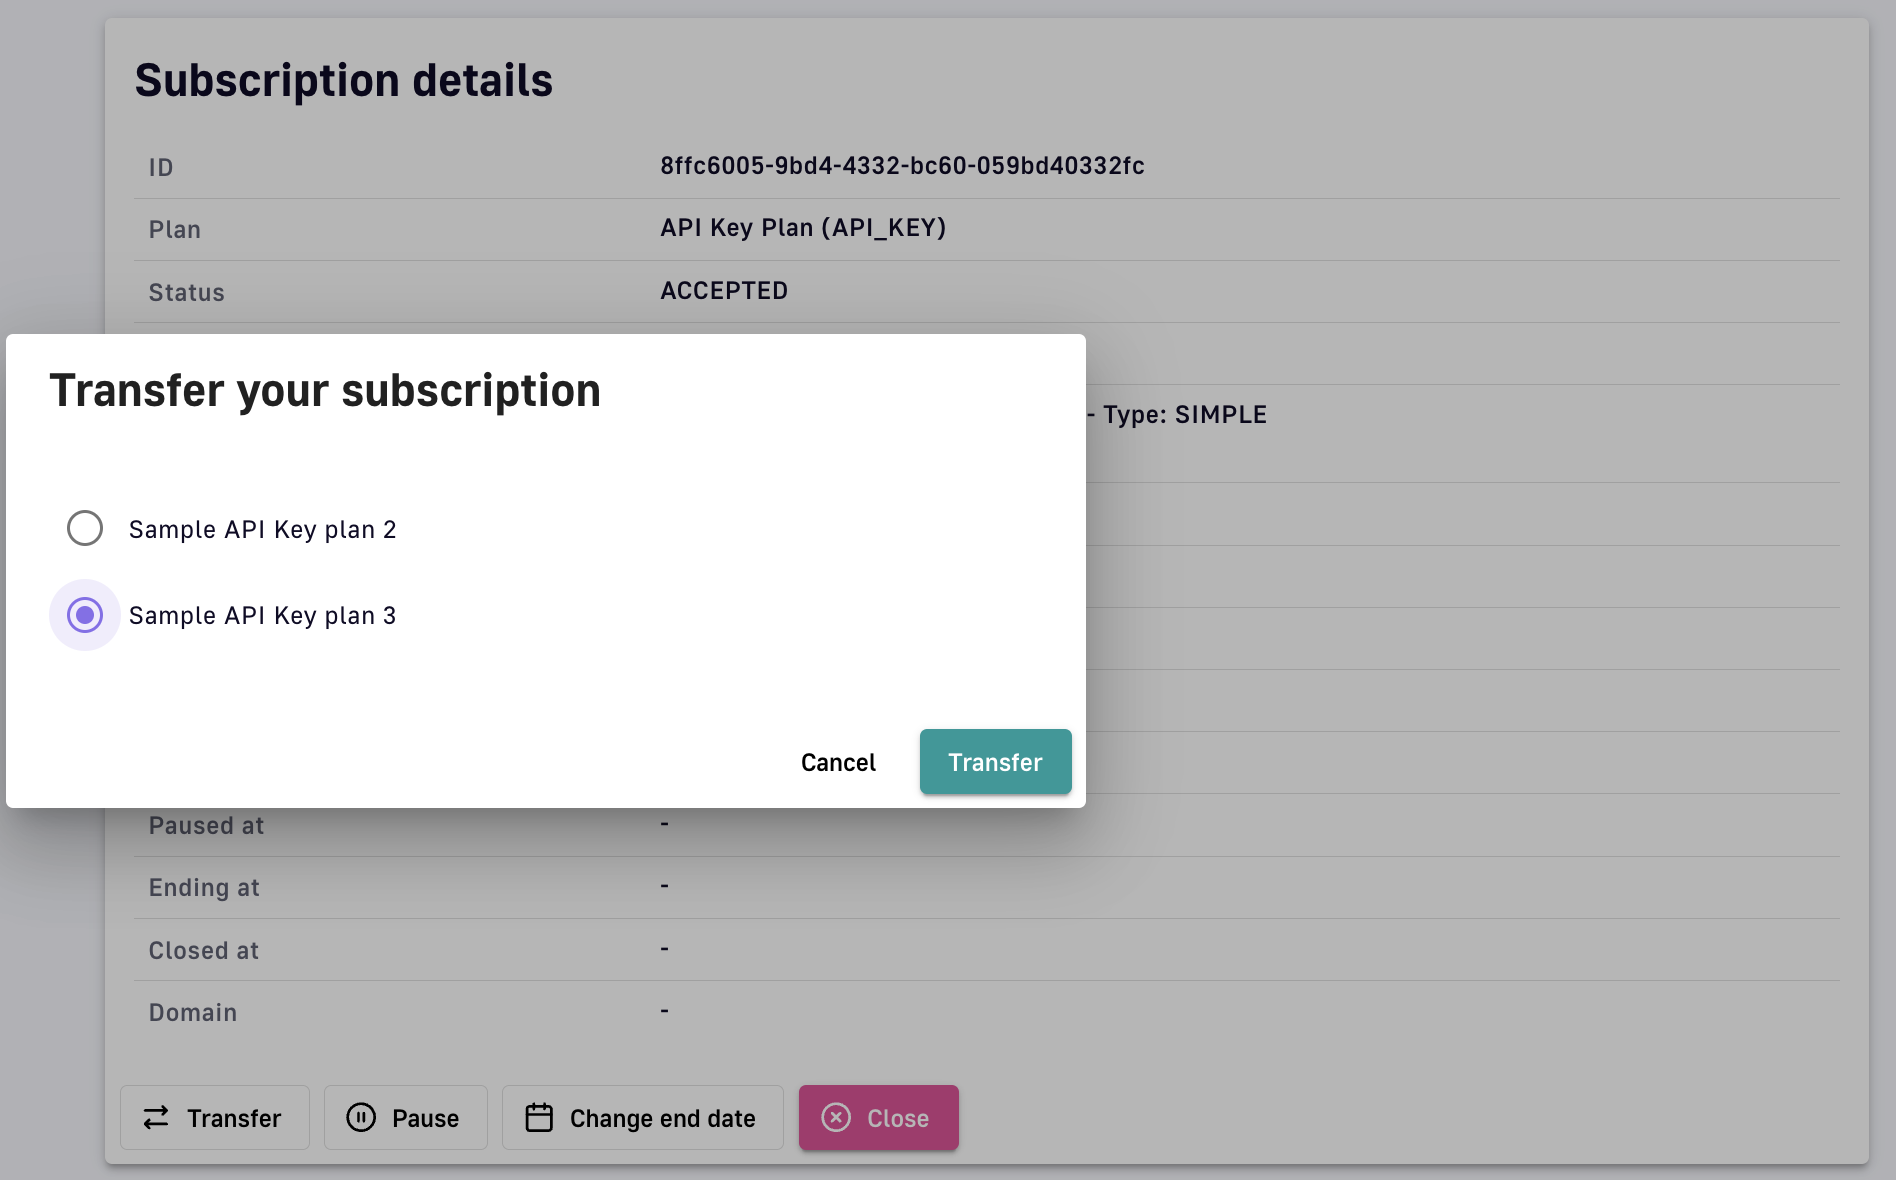 Subscription details
ID 8ffc6005-9bd4-4332-bc60-059bd40332fc
Plan API Key Plan (API_KEY)
Status ACCEPTED
- Type: SIMPLE
Transfer your subscription
Sample API Key plan 2
Sample API Key plan 3
Cancel Transfer
Paused at -
Ending at -
Closed at -
Domain -
Transfer Pause Change end date Close